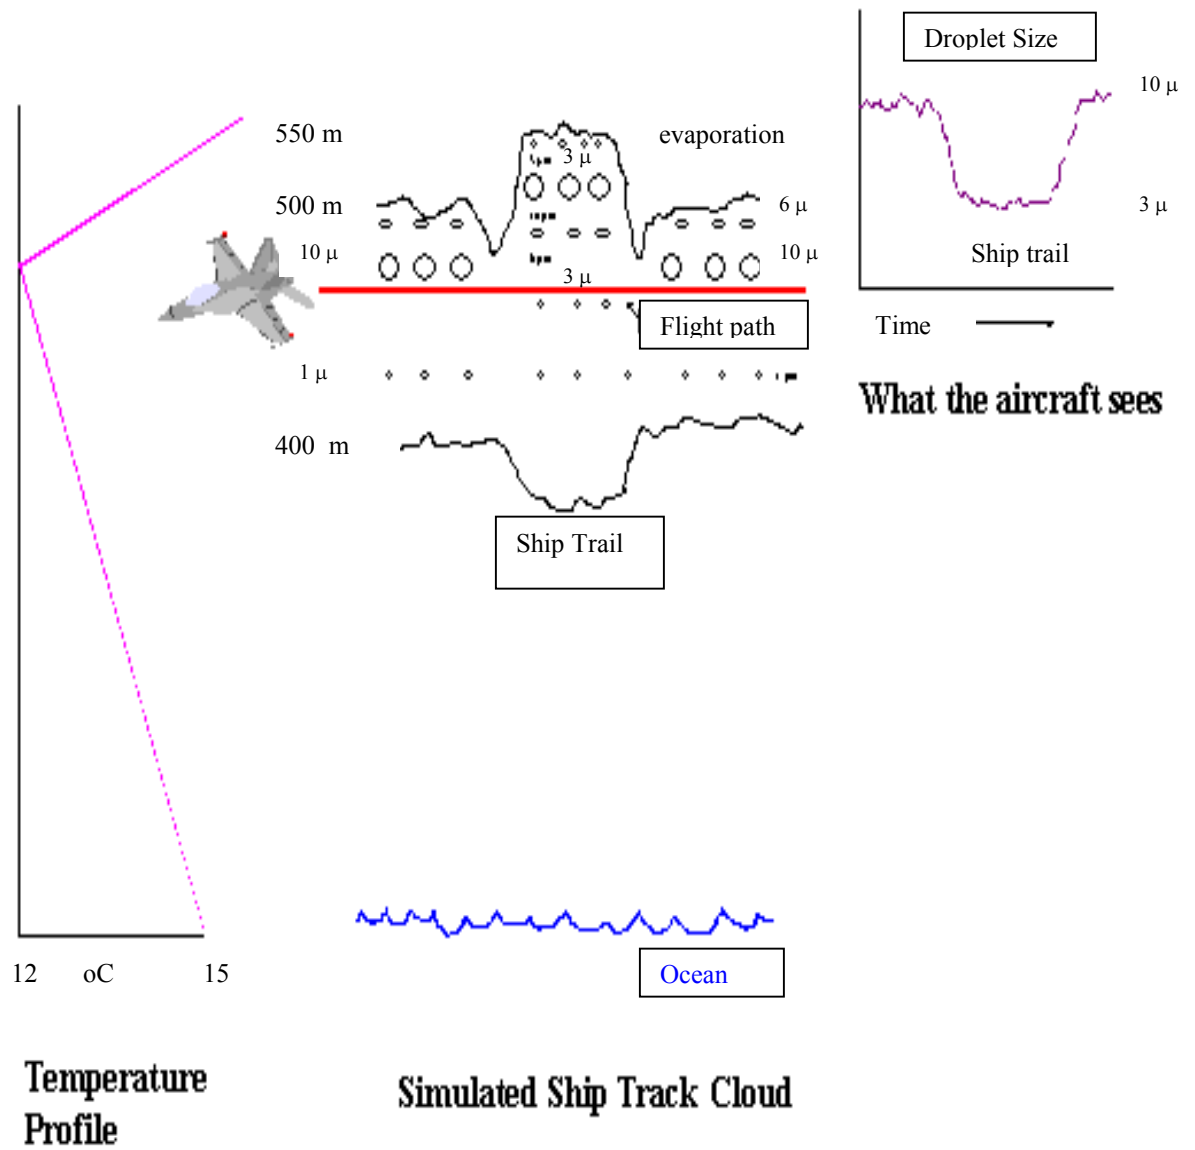 Droplet Size
10 µ
550 m
evaporation
3 µ
500 m
6 µ
3 µ
10 µ
10 µ
Ship trail
3 µ
Flight path
Time
1 µ
What the aircraft sees
400 m
Ship Trail
Ocean
12 oC 15
Temperature
Profile
Simulated Ship Track Cloud